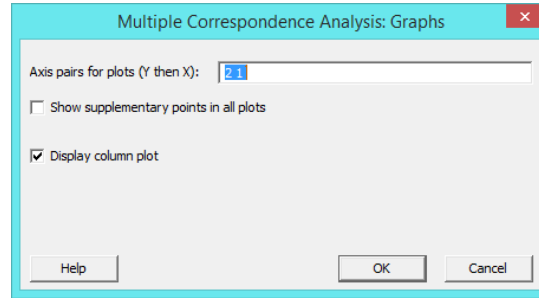 Multiple Correspondence Analysis: Graphs
Axis pairs for plots (Y then X): 2 1
Show supplementary points in all plots
Display column plot
Help OK Cancel